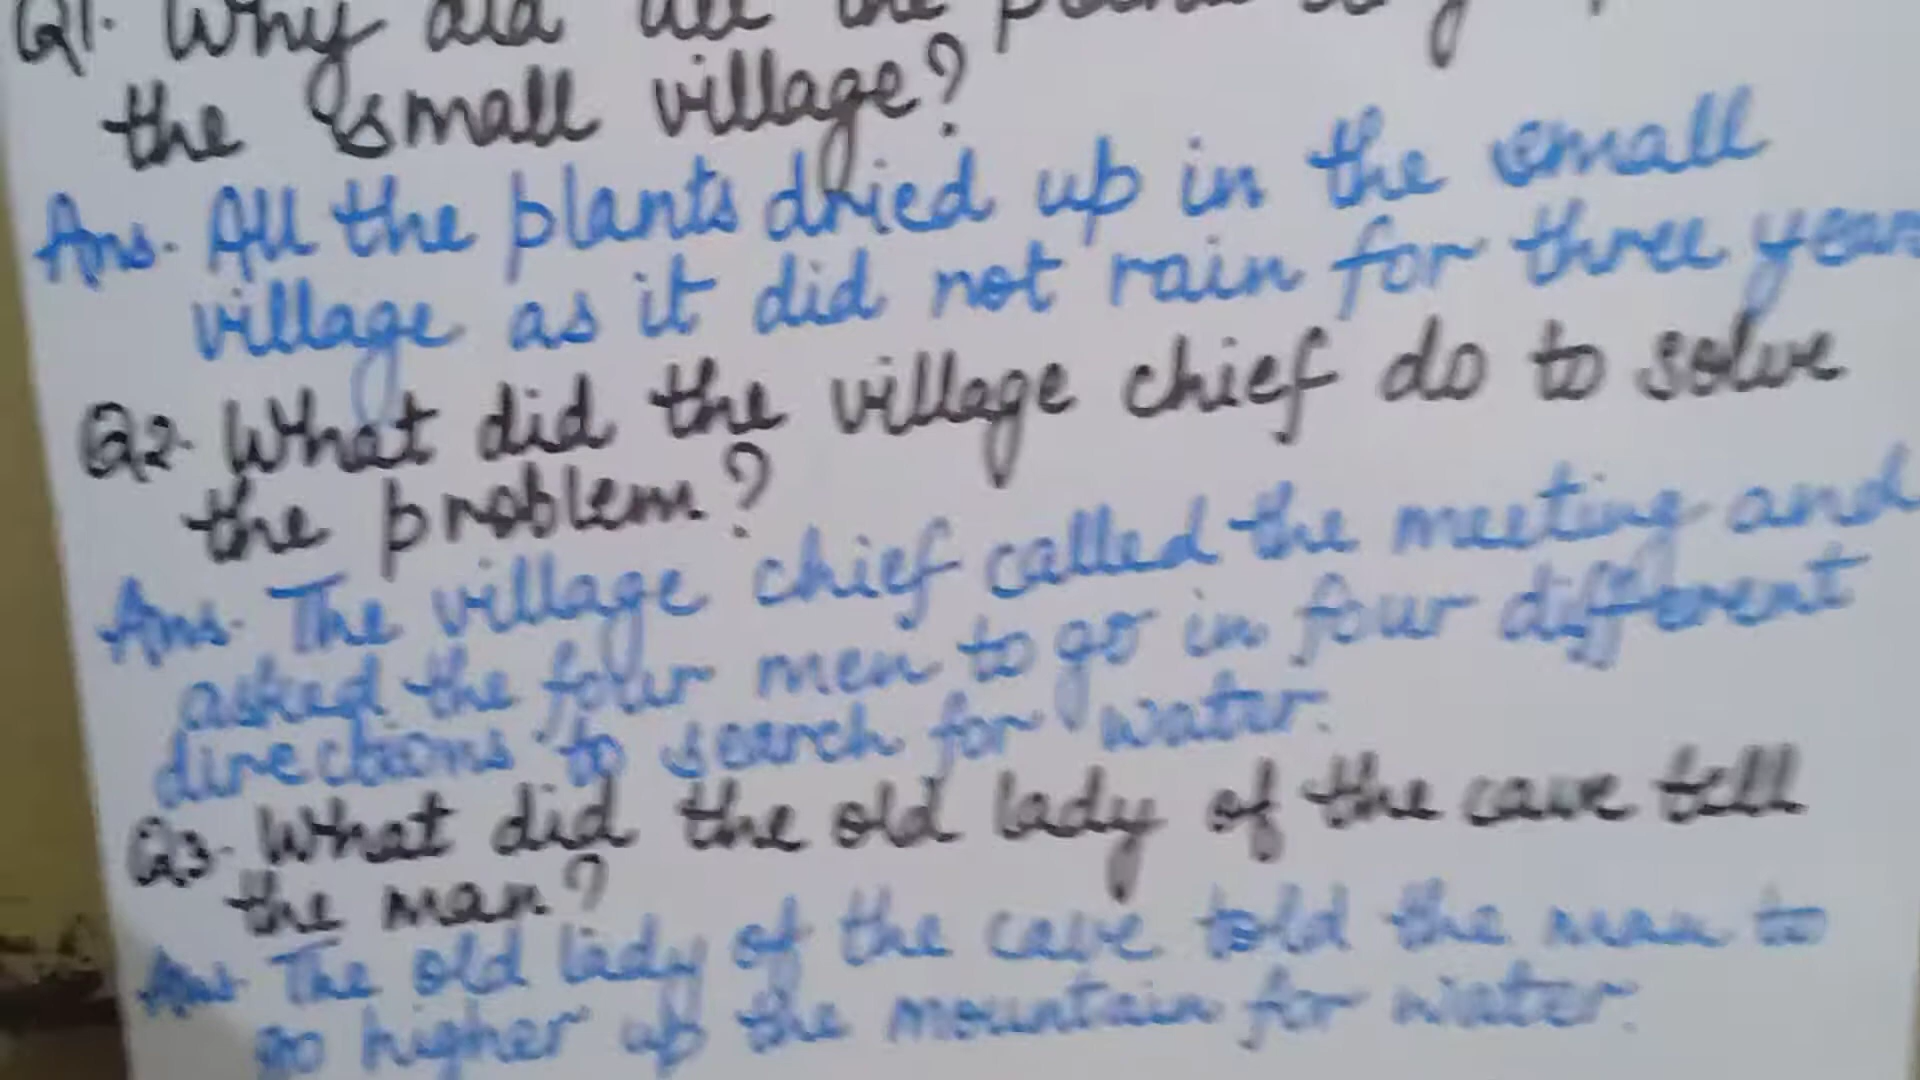 Q1. Why did all the
the small village?
Ans. All the plants dried up in the small
village as it did not rain for three years
Q2. What did the village chief do to solve
the problem?
Ans. The village chief called the meeting and
asked the four men to go in four different
directions to search for water.
Q3. What did the old lady of the cave tell
the man?
Ans The old lady of the cave told the man to
go higher up the mountain for water.